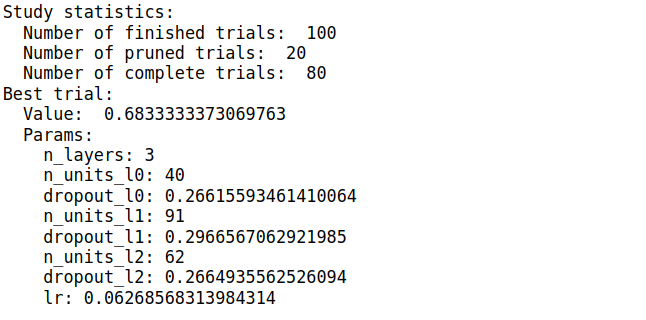 Study statistics:
Number of finished trials: 100
Number of pruned trials: 20
Number of complete trials: 80
Best trial:
Value: 0.6833333373069763
Params:
n_layers: 3
n_units_l0: 40
dropout_l0: 0.26615593461410064
n_units_l1: 91
dropout_l1: 0.2966567062921985
n_units_l2: 62
dropout_l2: 0.2664935562526094
lr: 0.06268568313984314